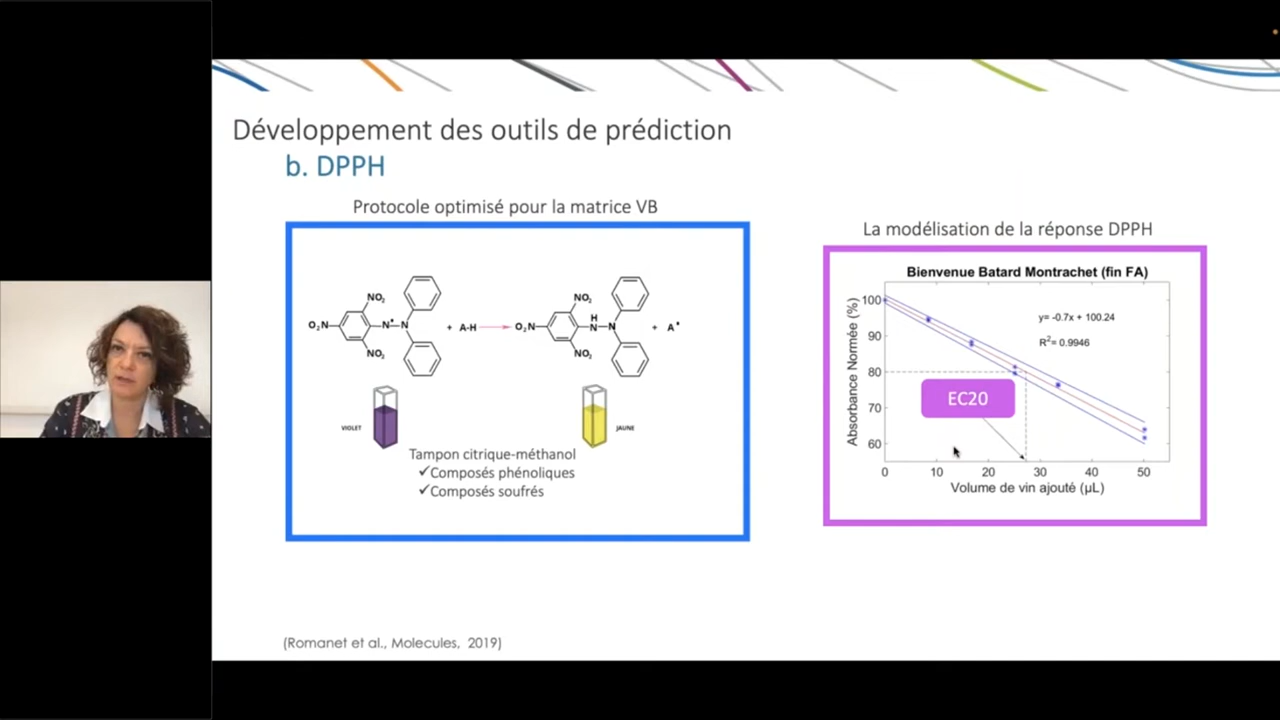 Développement des outils de prédiction
b. DPPH
Protocole optimisé pour la matrice VB
NO₂
O₂N
N•
N
NO₂
+ A-H
NO₂
O₂N
H
N
N
NO₂
+ A•
VIOLET
JAUNE
Tampon citrique-méthanol
✓Composés phénoliques
✓Composés soufrés
La modélisation de la réponse DPPH
Bienvenue Batard Montrachet (fin FA)
Absorbance Normée (%)
100
90
80
70
60
y= -0.7x + 100.24
R²= 0.9946
EC20
0 10 20 30 40 50
Volume de vin ajouté (µL)
(Romanet et al., Molecules, 2019)